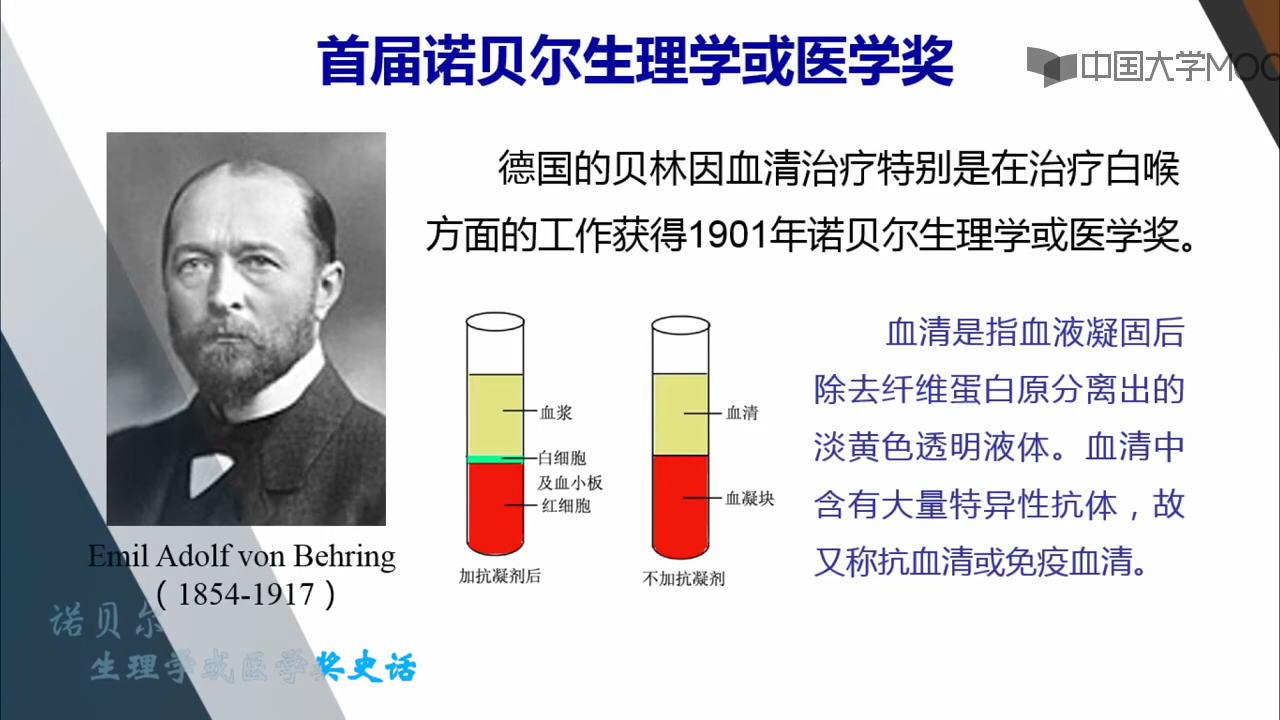 首届诺贝尔生理学或医学奖
中国大学MOO
德国的贝林因血清治疗特别是在治疗白喉
方面的工作获得1901年诺贝尔生理学或医学奖。
血浆
白细胞
及血小板
红细胞
加抗凝剂后
血清
血凝块
不加抗凝剂
血清是指血液凝固后
除去纤维蛋白原分离出的
淡黄色透明液体。血清中
含有大量特异性抗体，故
又称抗血清或免疫血清。
Emil Adolf von Behring
（1854-1917）
诺贝尔
生理学或医学奖史话